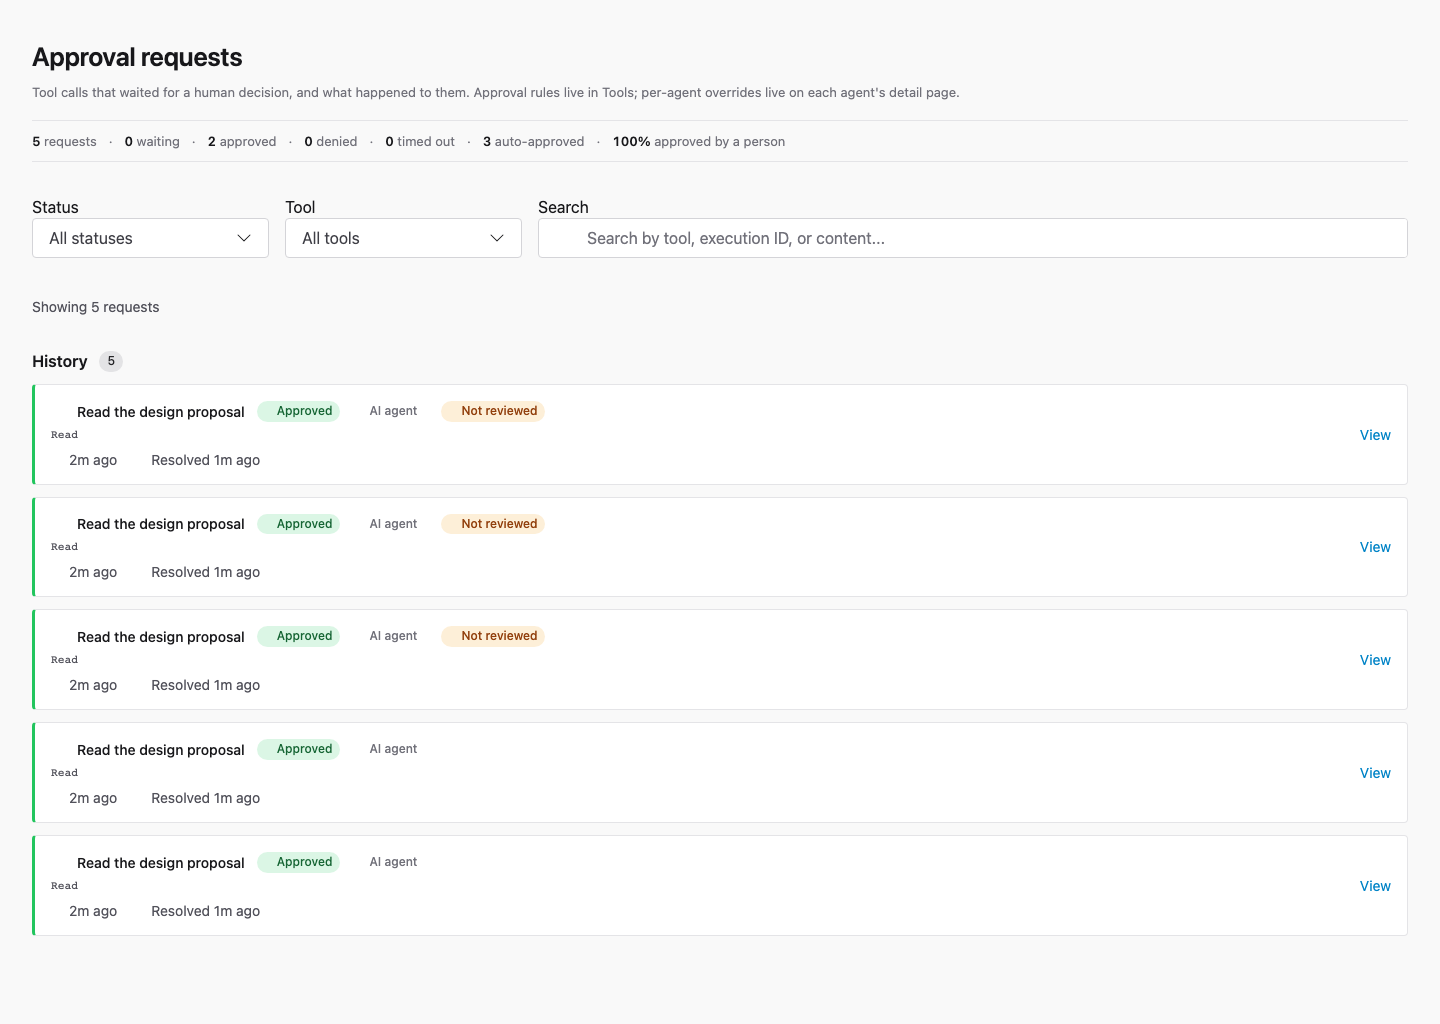 Approval requests
Tool calls that waited for a human decision, and what happened to them. Approval rules live in Tools; per-agent overrides live on each agent's detail page.
5 requests · 0 waiting · 2 approved · 0 denied · 0 timed out · 3 auto-approved · 100% approved by a person
Status Tool Search
All statuses All tools Search by tool, execution ID, or content...
Showing 5 requests
History 5
Read the design proposal Approved AI agent Not reviewed
Read
View
2m ago Resolved 1m ago
Read the design proposal Approved AI agent Not reviewed
Read
View
2m ago Resolved 1m ago
Read the design proposal Approved AI agent Not reviewed
Read
View
2m ago Resolved 1m ago
Read the design proposal Approved AI agent
Read
View
2m ago Resolved 1m ago
Read the design proposal Approved AI agent
Read
View
2m ago Resolved 1m ago